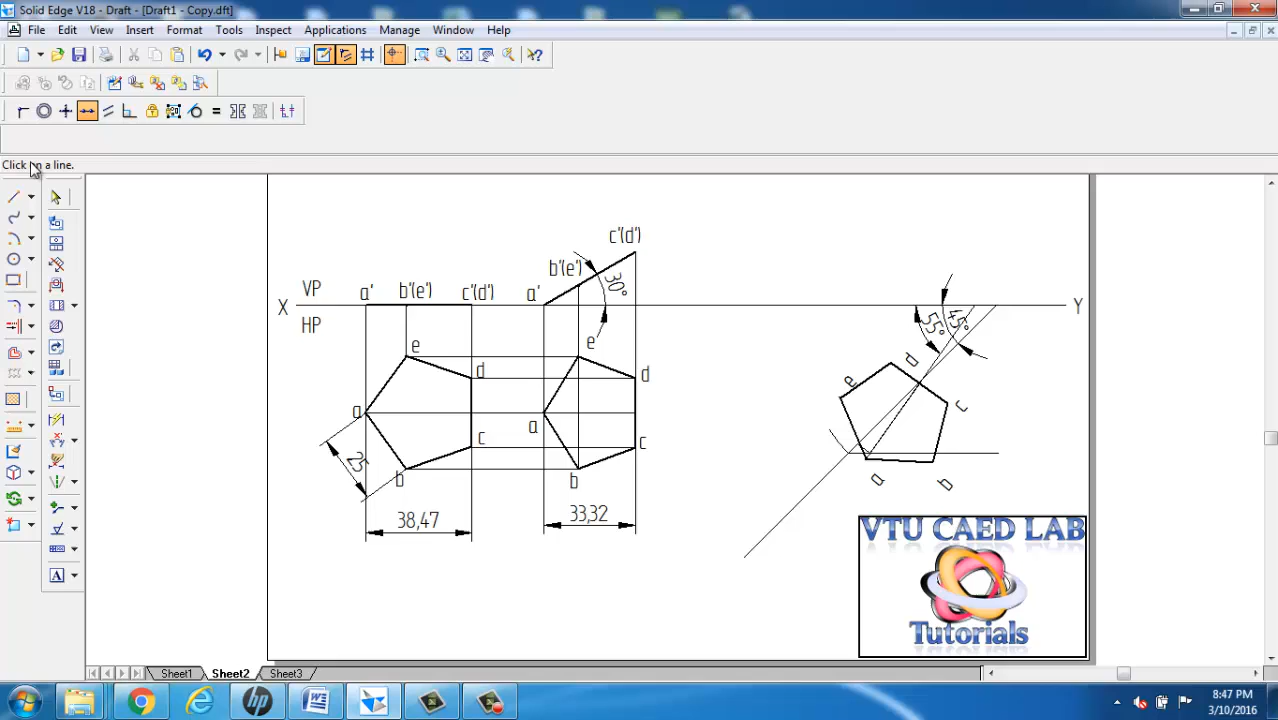 Solid Edge V18 - Draft - [Draft1 - Copy.dft]
File Edit View Insert Format Tools Inspect Applications Manage Window Help
Click on a line.
c'(d')
b'(e')
30°
VP
a'
b'(e')
c'(d')
a'
X
Y
HP
55°
45°
e
e
d
d
d
e
c
a
a
c
c
25
b
b
a
b
38,47
33,32
VTU CAED LAB
Tutorials
Sheet1 Sheet2 Sheet3
A
hp
W
8:47 PM
3/10/2016